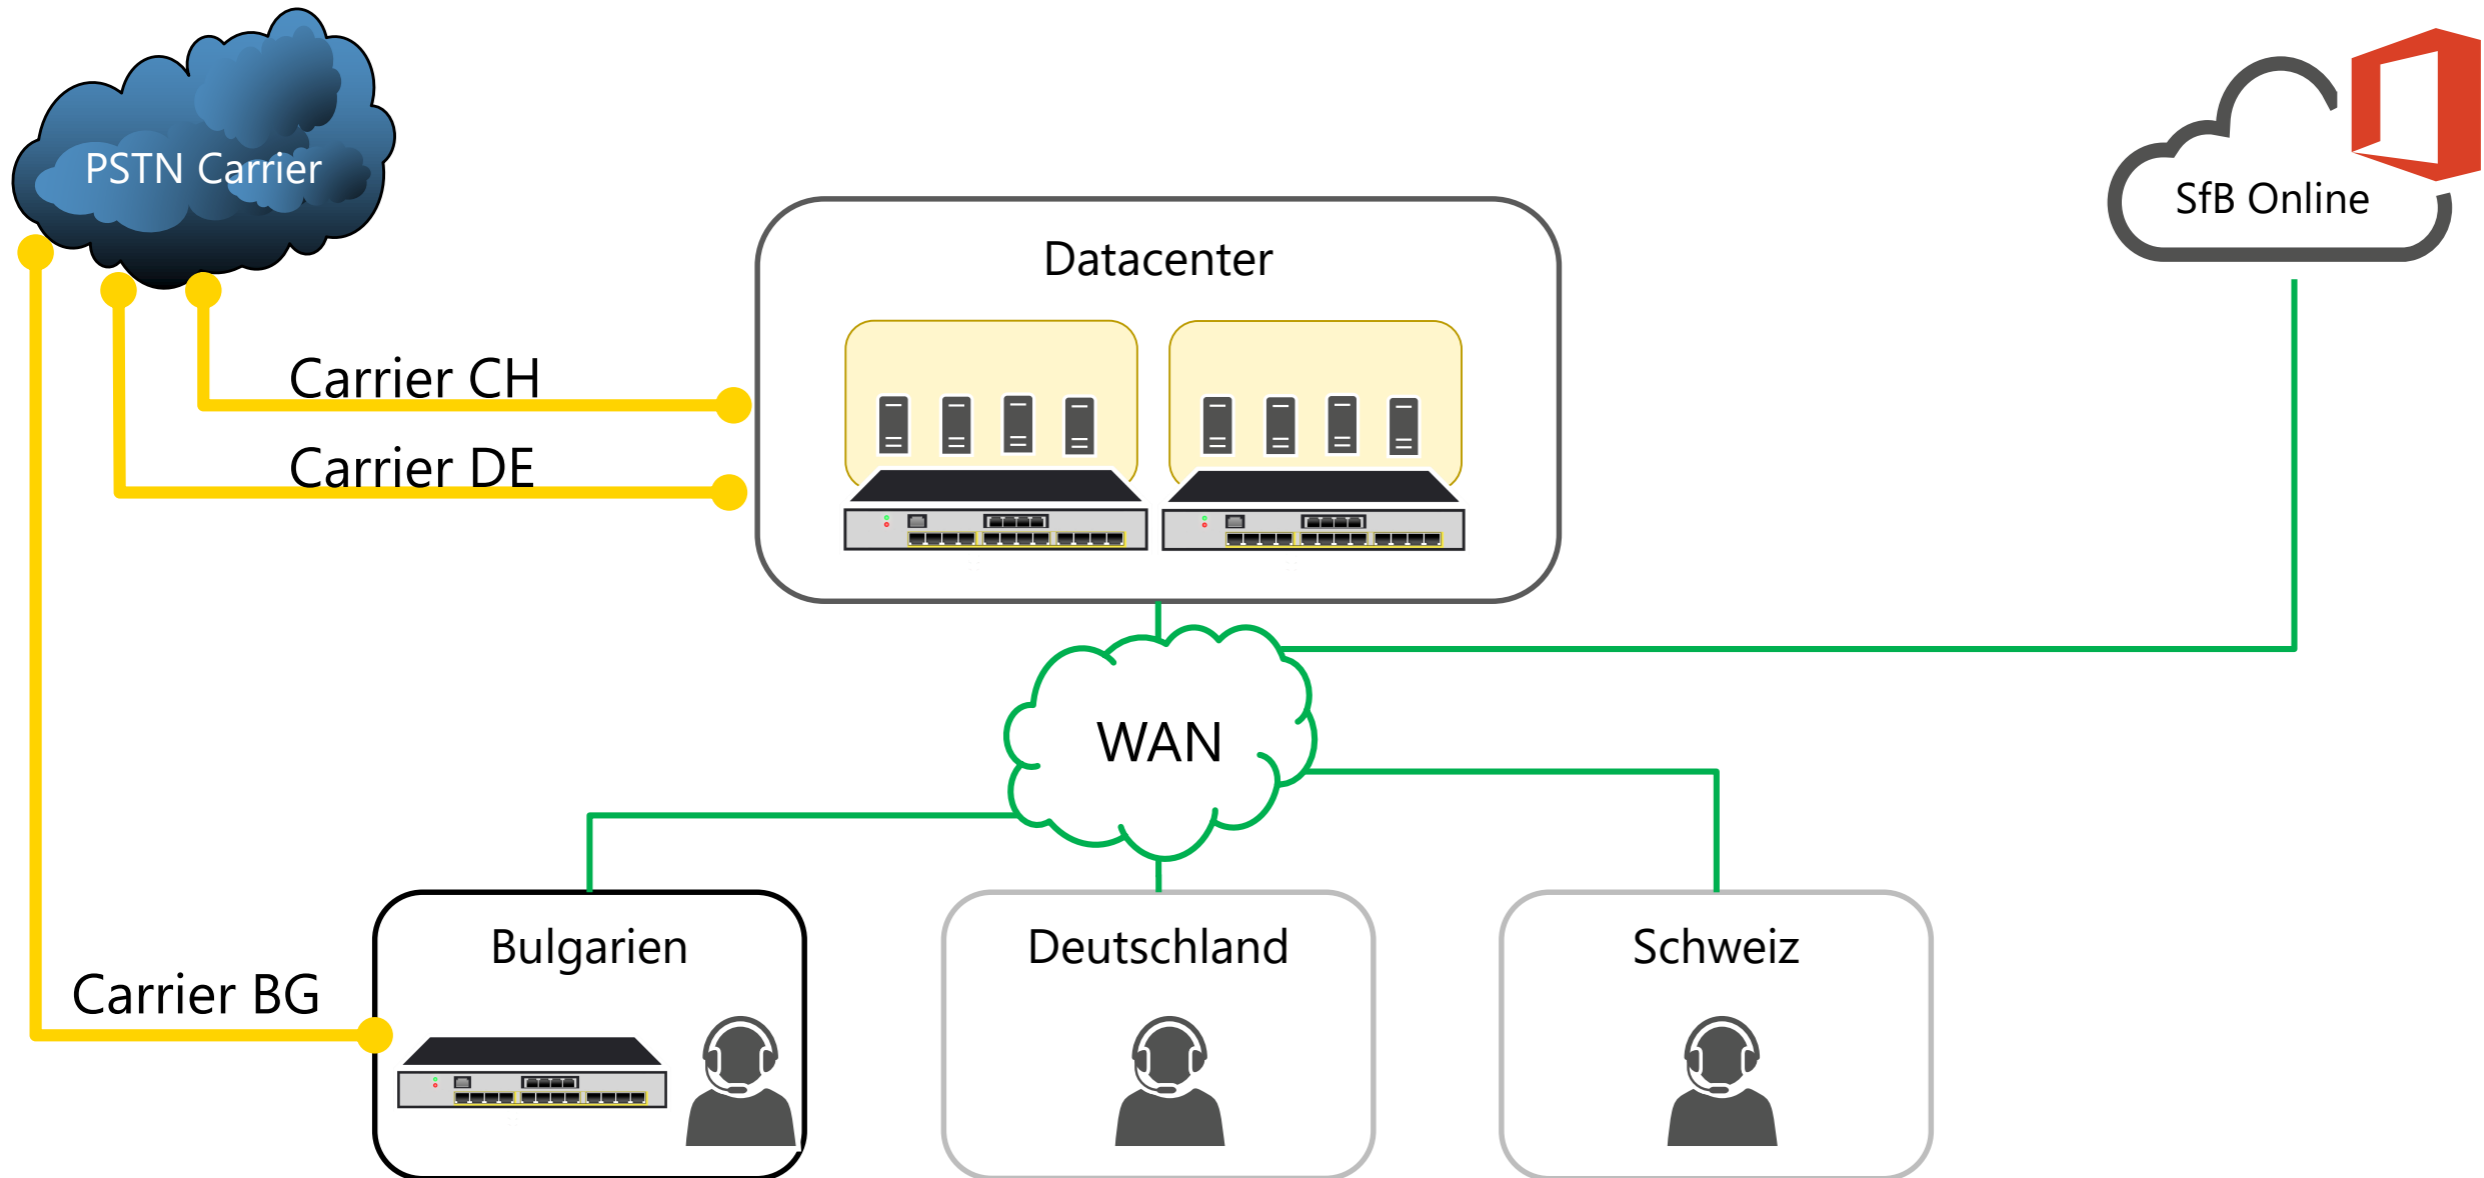 PSTN Carrier
SfB Online
Datacenter
Carrier CH
Carrier DE
WAN
Bulgarien
Deutschland
Schweiz
Carrier BG